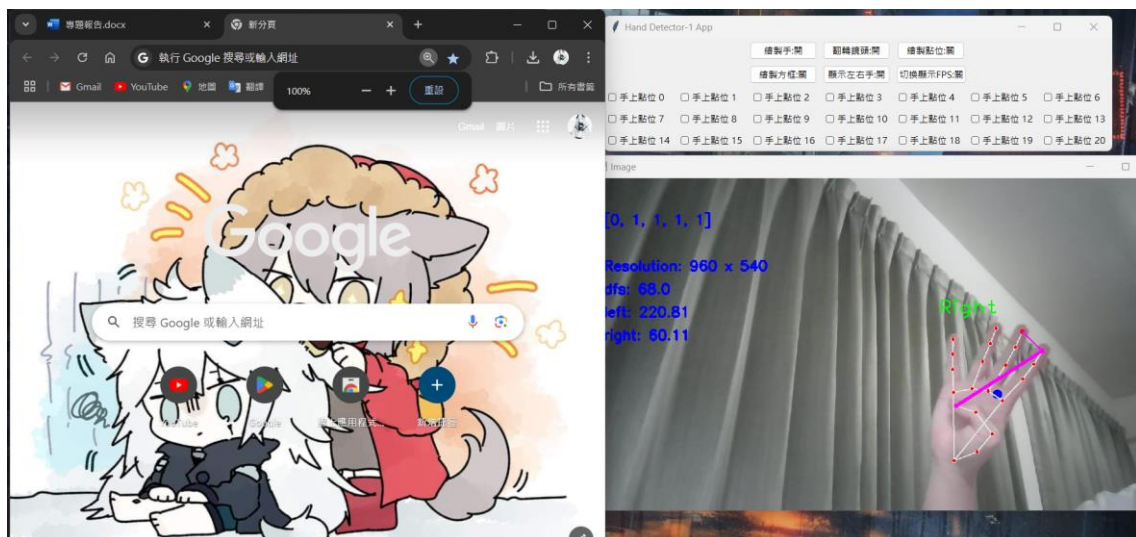 專題報告.docx
新分頁
執行 Google 搜尋或輸入網址
Gmail
YouTube
地圖
翻譯
100%
重設
所有書籤
Gmail 圖片
Google
搜尋 Google 或輸入網址
YouTube
Google
Hand Detector-1 App
繪製手:開 翻轉鏡頭:開 繪製點位:關
繪製方框:關 顯示左右手:開 切換顯示FPS:關
手上點位 0 手上點位 1 手上點位 2 手上點位 3 手上點位 4 手上點位 5 手上點位 6
手上點位 7 手上點位 8 手上點位 9 手上點位 10 手上點位 11 手上點位 12 手上點位 13
手上點位 14 手上點位 15 手上點位 16 手上點位 17 手上點位 18 手上點位 19 手上點位 20
Image
[0, 1, 1, 1, 1]
Resolution: 960 x 540
dfs: 68.0
left: 220.81
right: 60.11
Right